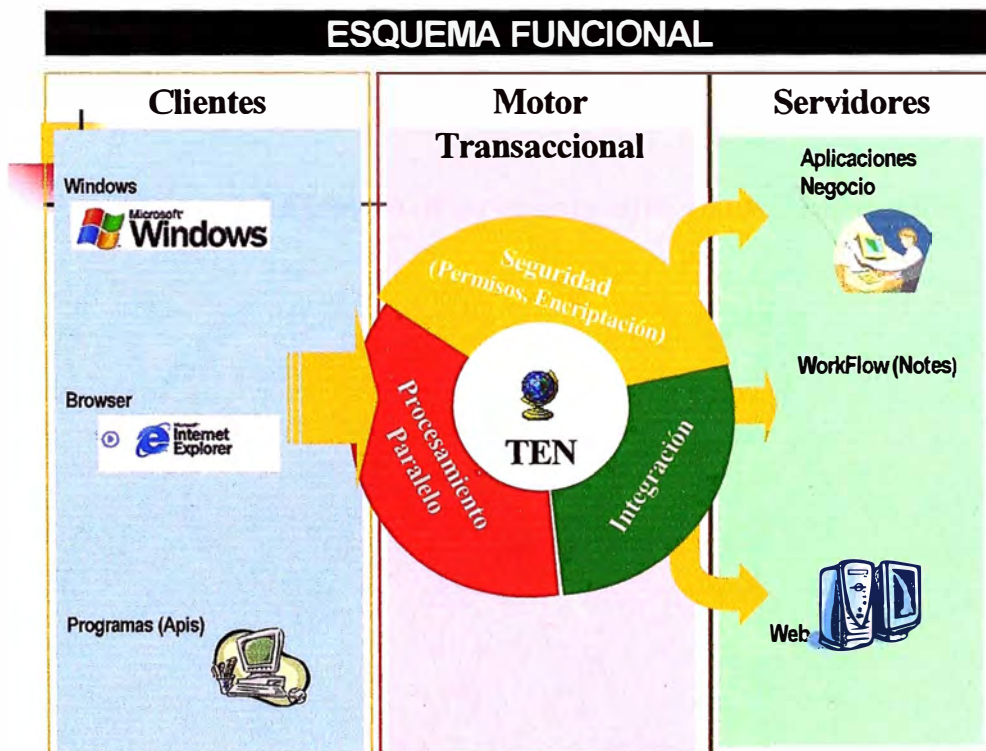 ESQUEMA FUNCIONAL
Clientes
Windows
Microsoft
Windows
Browser
Microsoft
Internet
Explorer
Programas (Apis)
Motor
Transaccional
Seguridad
(Permisos, Encriptación)
Procesamiento
Paralelo
TEN
Integración
Servidores
Aplicaciones
Negocio
WorkFlow (Notes)
Web